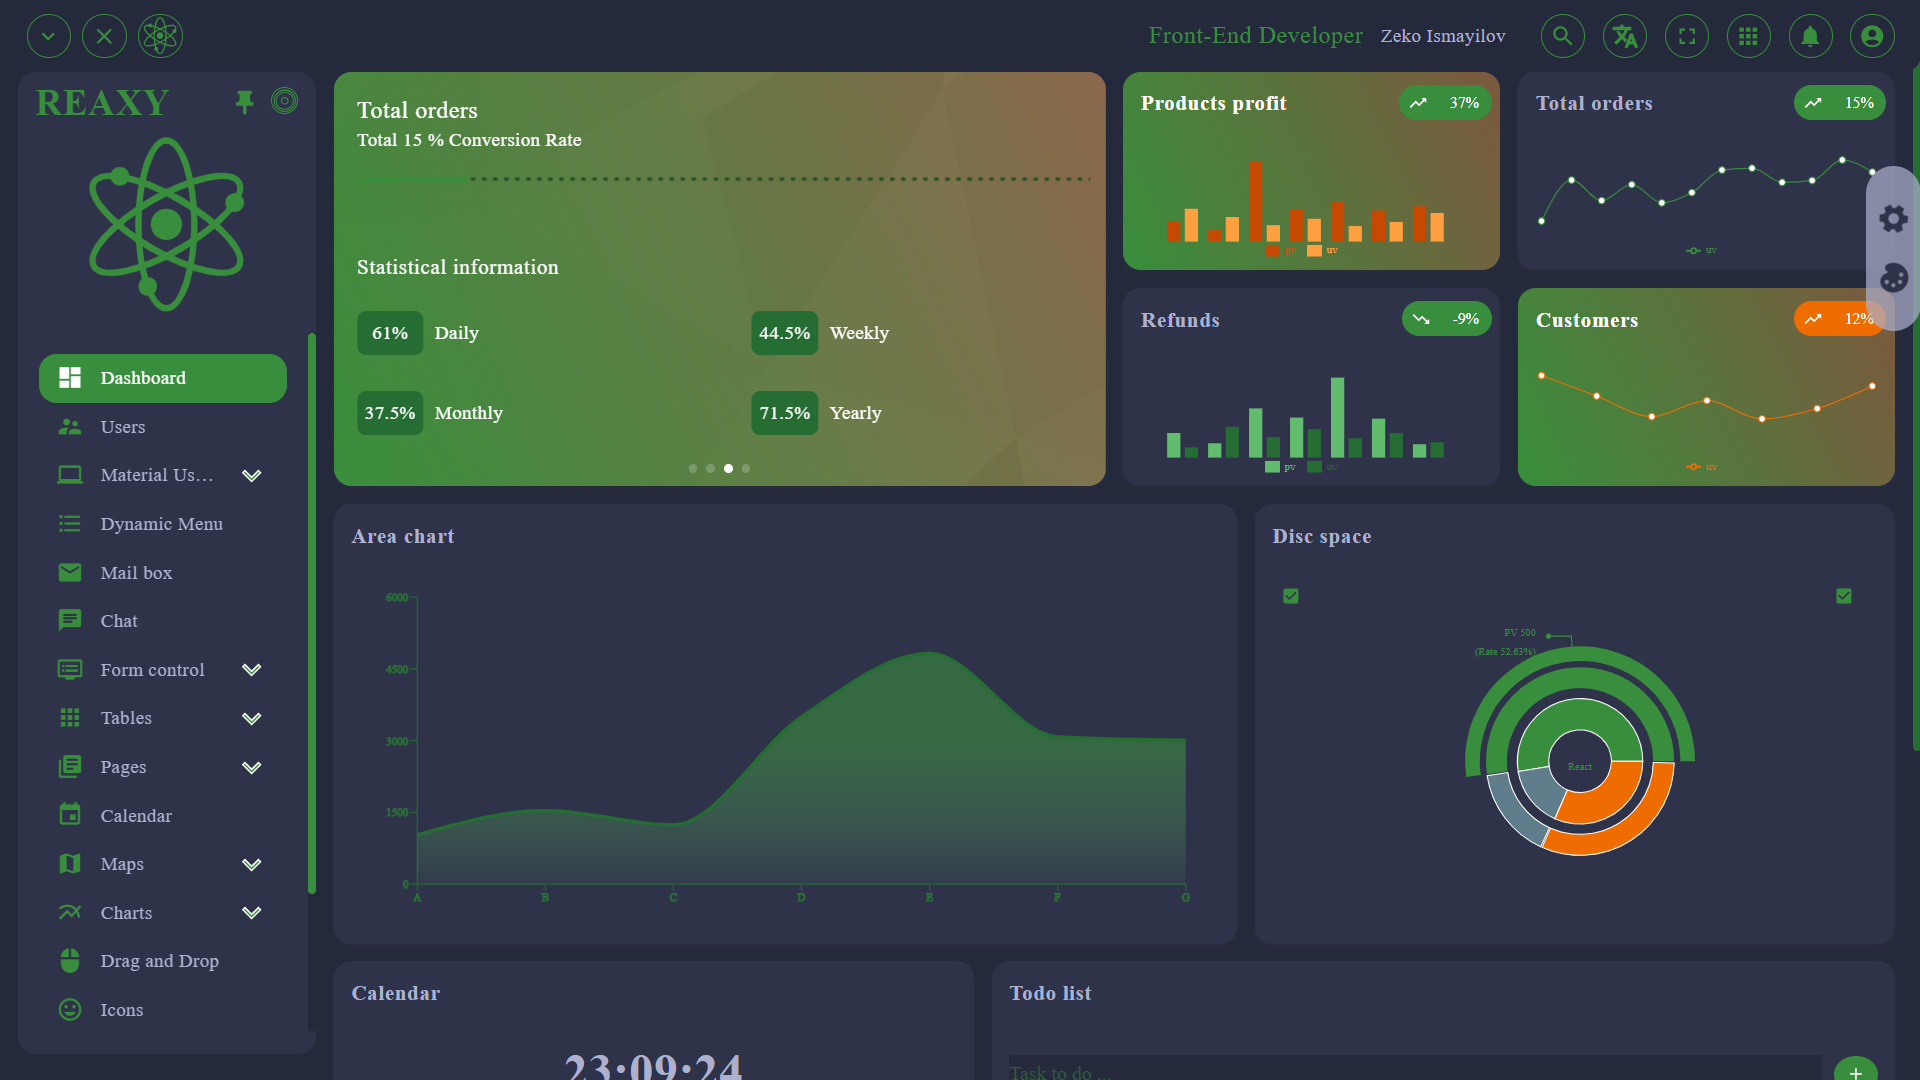 Front-End Developer Zeko Ismayilov
REAXY
Dashboard
Users
Material Us...
Dynamic Menu
Mail box
Chat
Form control
Tables
Pages
Calendar
Maps
Charts
Drag and Drop
Icons
Total orders
Total 15 % Conversion Rate
Statistical information
61% Daily
44.5% Weekly
37.5% Monthly
71.5% Yearly
Products profit
37%
pv uv
Total orders
15%
uv
Refunds
-9%
pv uv
Customers
12%
uv
Area chart
6000
4500
3000
1500
0
A B C D E F G
Disc space
PV 500
(Rate 52.63%)
React
Calendar
23:09:24
Todo list
Task to do ...